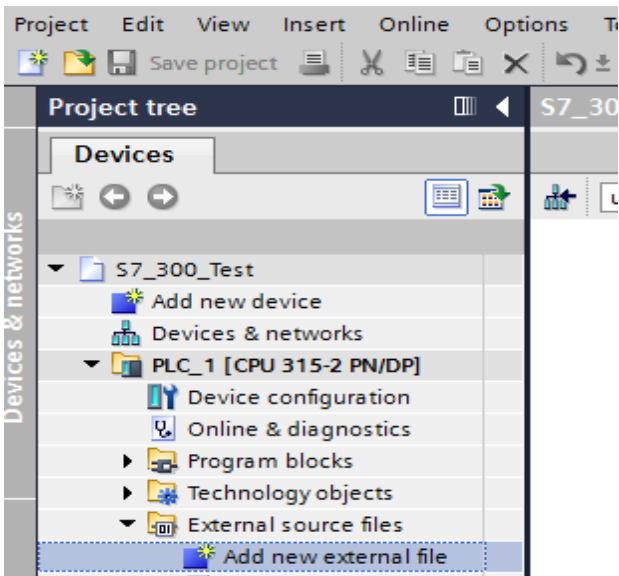 Project Edit View Insert Online Options
Save project
Project tree
S7_30
Devices
Devices & networks
S7_300_Test
Add new device
Devices & networks
PLC_1 [CPU 315-2 PN/DP]
Device configuration
Online & diagnostics
Program blocks
Technology objects
External source files
Add new external file